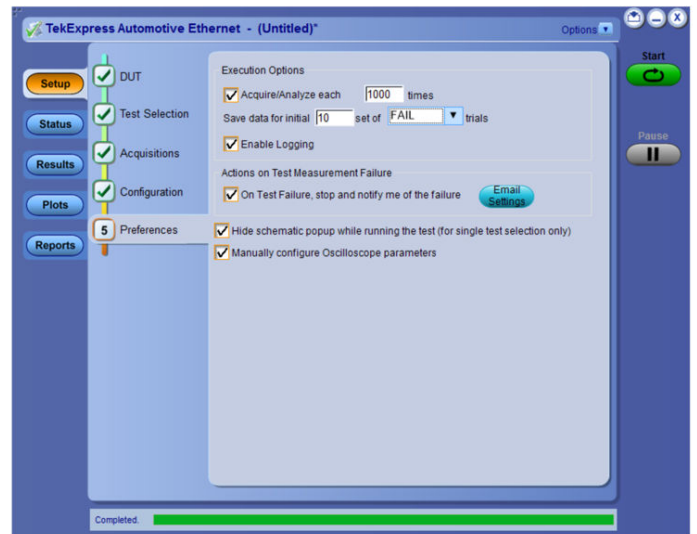 TekExpress Automotive Ethernet - (Untitled)*
Options
Start
Pause
Setup
Status
Results
Plots
Reports
DUT
Test Selection
Acquisitions
Configuration
5 Preferences
Execution Options
Acquire/Analyze each 1000 times
Save data for initial 10 set of FAIL trials
Enable Logging
Actions on Test Measurement Failure
On Test Failure, stop and notify me of the failure
Email
Settings
Hide schematic popup while running the test (for single test selection only)
Manually configure Oscilloscope parameters
Completed.